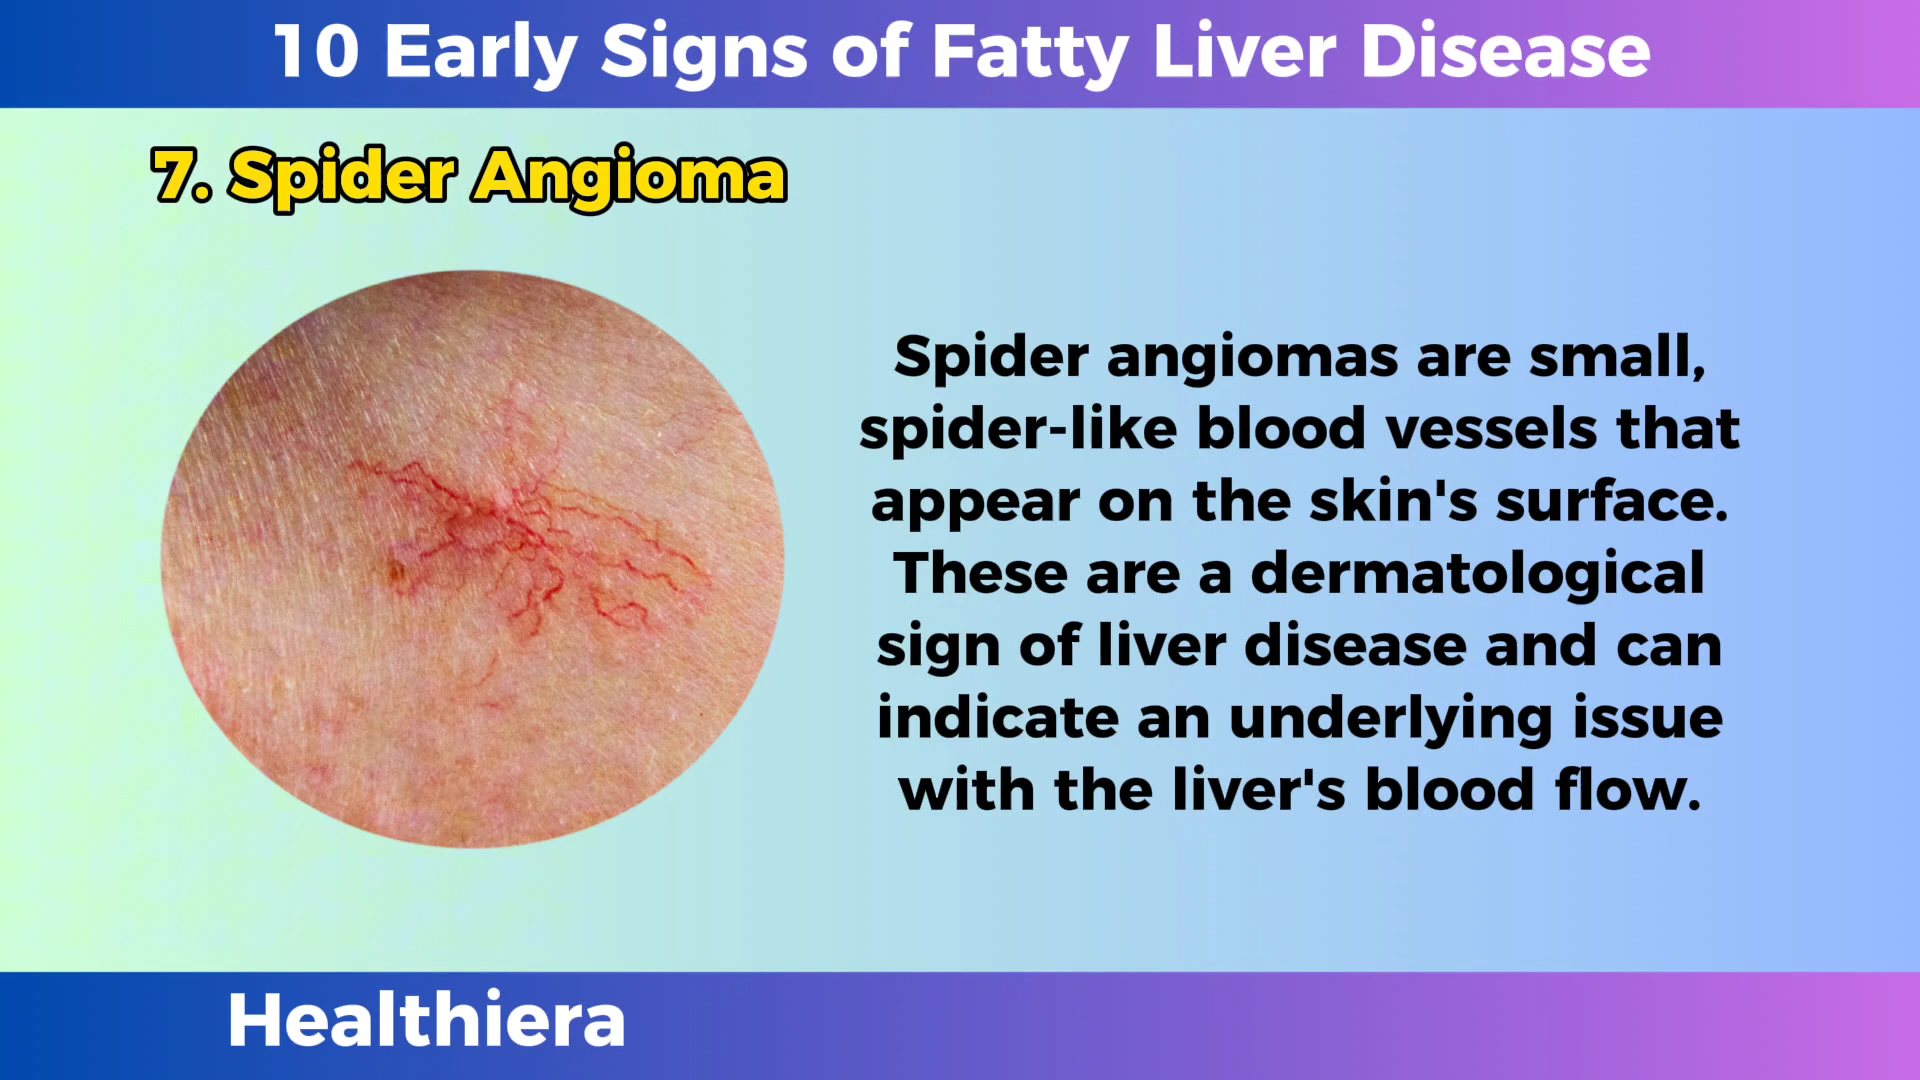 10 Early Signs of Fatty Liver Disease
7. Spider Angioma
Spider angiomas are small,
spider-like blood vessels that
appear on the skin's surface.
These are a dermatological
sign of liver disease and can
indicate an underlying issue
with the liver's blood flow.
Healthiera